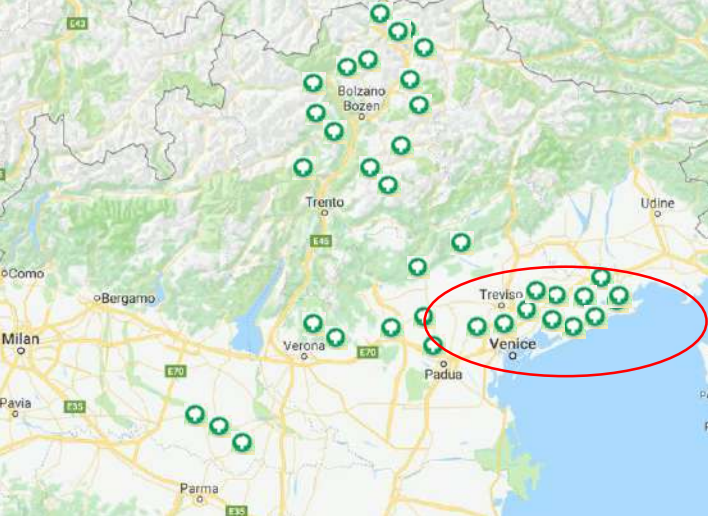 E43
Bolzano
Bozen
Trento
Udine
E45
Como
Bergamo
Treviso
Milan
Verona
E70
Venice
E70
Padua
Pavia
E35
Parma
E35